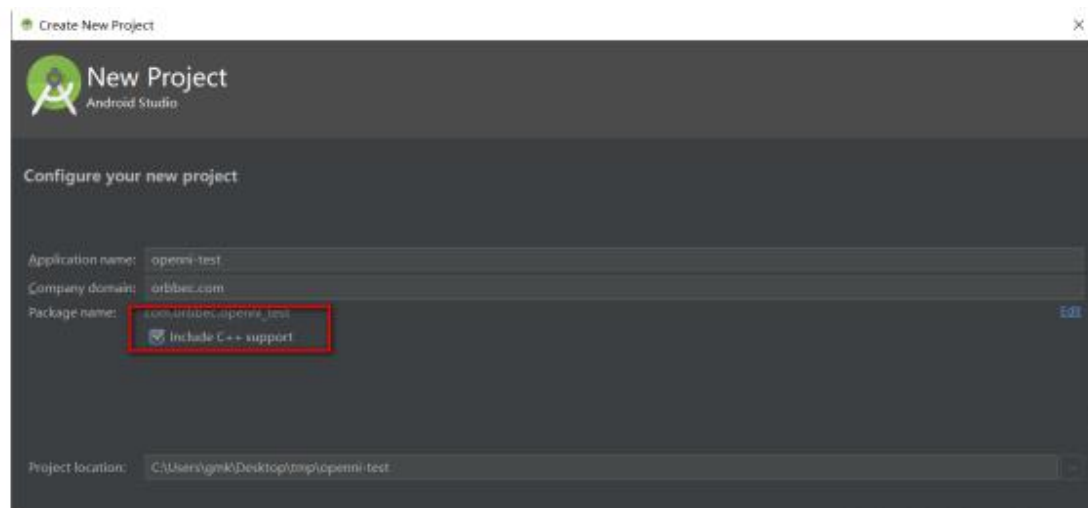 Create New Project
New Project
Android Studio
Configure your new project
Application name: openni-test
Company domain: orbbec.com
Package name: com.orbbec.openni_test Edit
Include C++ support
Project location: C:\Users\gmk\Desktop\tmp\openni-test